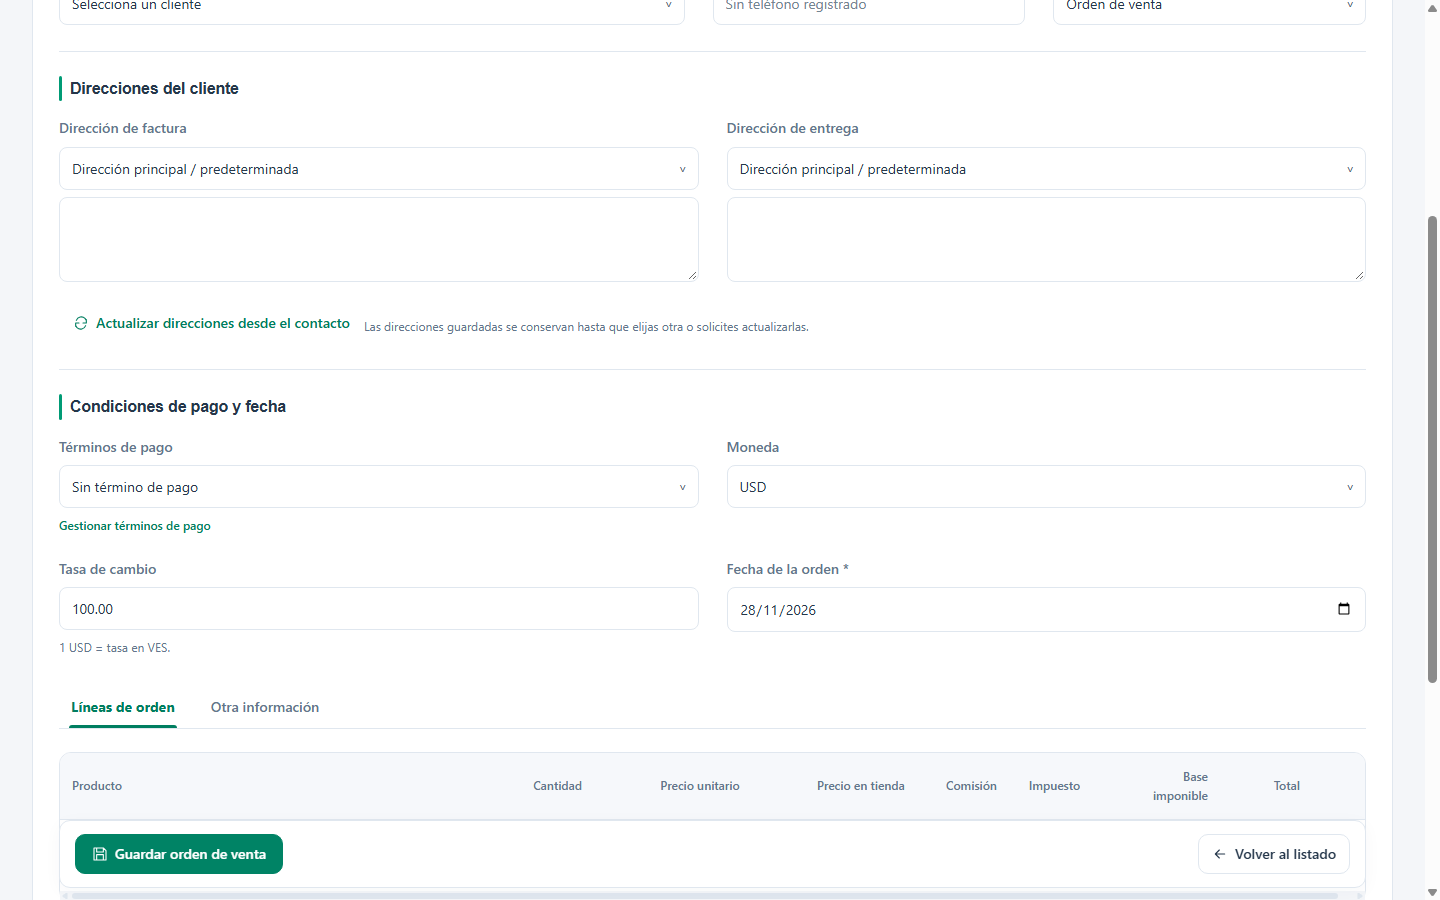 Selecciona un cliente
Sin teléfono registrado
Orden de venta
Direcciones del cliente
Dirección de factura
Dirección de entrega
Dirección principal / predeterminada
Dirección principal / predeterminada
Actualizar direcciones desde el contacto
Las direcciones guardadas se conservan hasta que elijas otra o solicites actualizarlas.
Condiciones de pago y fecha
Términos de pago
Moneda
Sin término de pago
USD
Gestionar términos de pago
Tasa de cambio
Fecha de la orden *
100.00
28/11/2026
1 USD = tasa en VES.
Líneas de orden
Otra información
Producto
Cantidad
Precio unitario
Precio en tienda
Comisión
Impuesto
Base
imponible
Total
Guardar orden de venta
Volver al listado